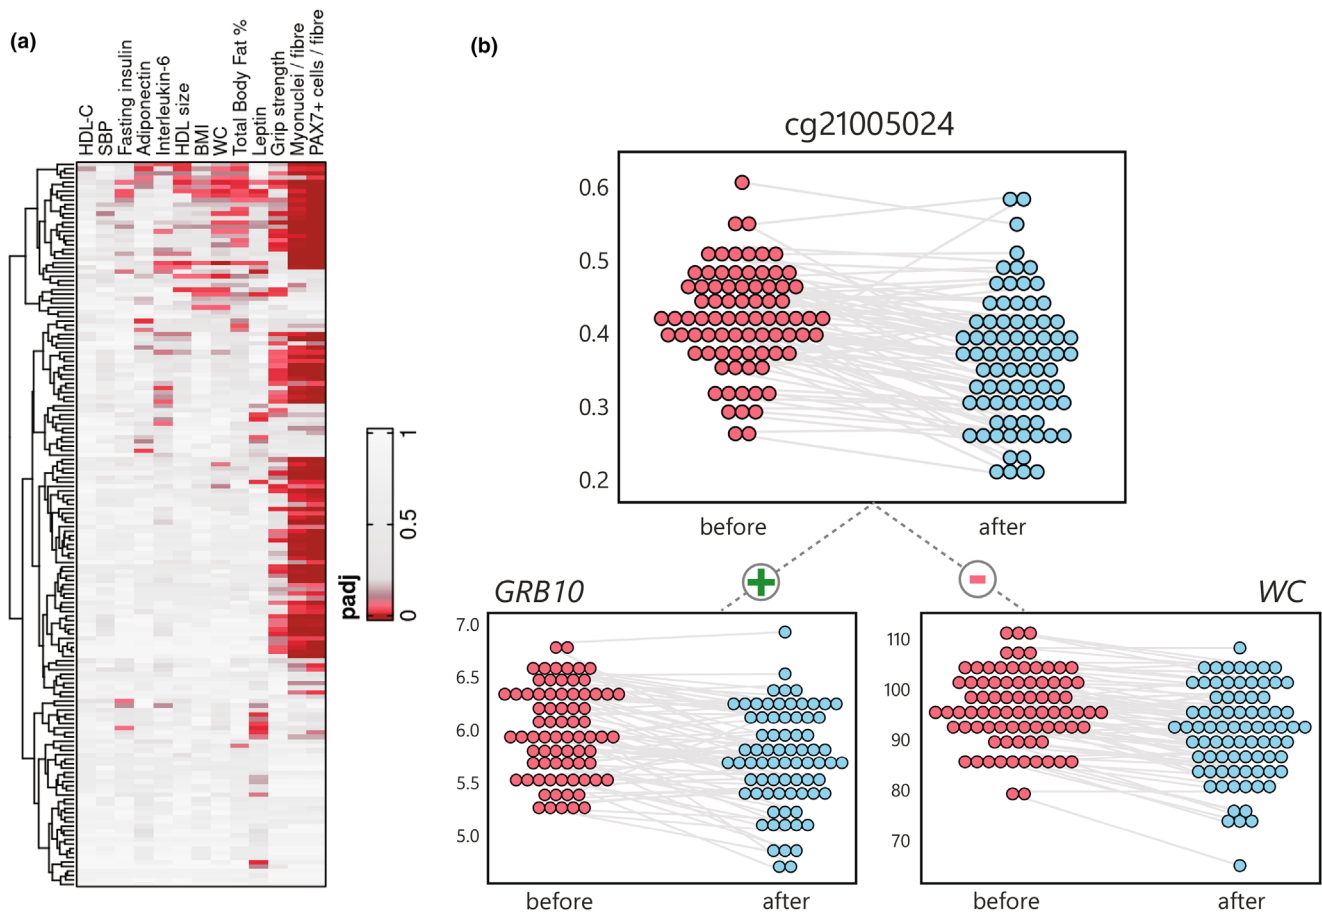 (a)
HDL-C
SBP
Fasting insulin
Adiponectin
Interleukin-6
HDL size
BMI
WC
Total Body Fat %
Leptin
Grip strength
Myonuclei / fibre
PAX7+ cells / fibre
padj
1
0.5
0
(b)
cg21005024
0.6
0.5
0.4
0.3
0.2
before after
+
-
GRB10
7.0
6.5
6.0
5.5
5.0
before after
WC
110
100
90
80
70
before after